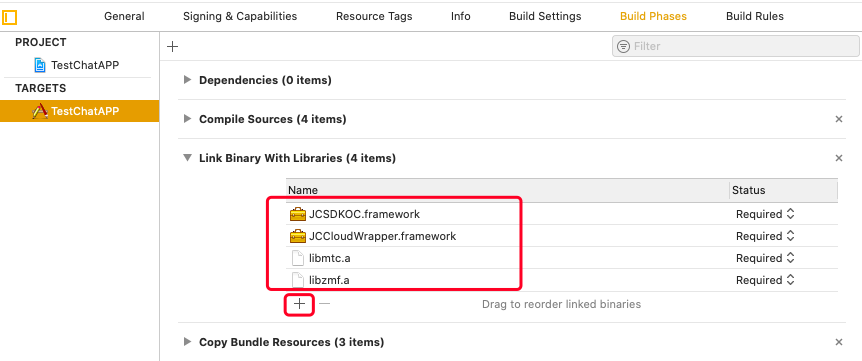 General Signing & Capabilities Resource Tags Info Build Settings Build Phases Build Rules
PROJECT
TestChatAPP
TARGETS
TestChatAPP
Filter
Dependencies (0 items)
Compile Sources (4 items)
Link Binary With Libraries (4 items)
Name Status
JCSDKOC.framework Required
JCCloudWrapper.framework Required
libmtc.a Required
libzmf.a Required
Drag to reorder linked binaries
Copy Bundle Resources (3 items)